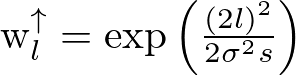 w_l^↑ = exp((2l)^2 / 2σ^2 s)